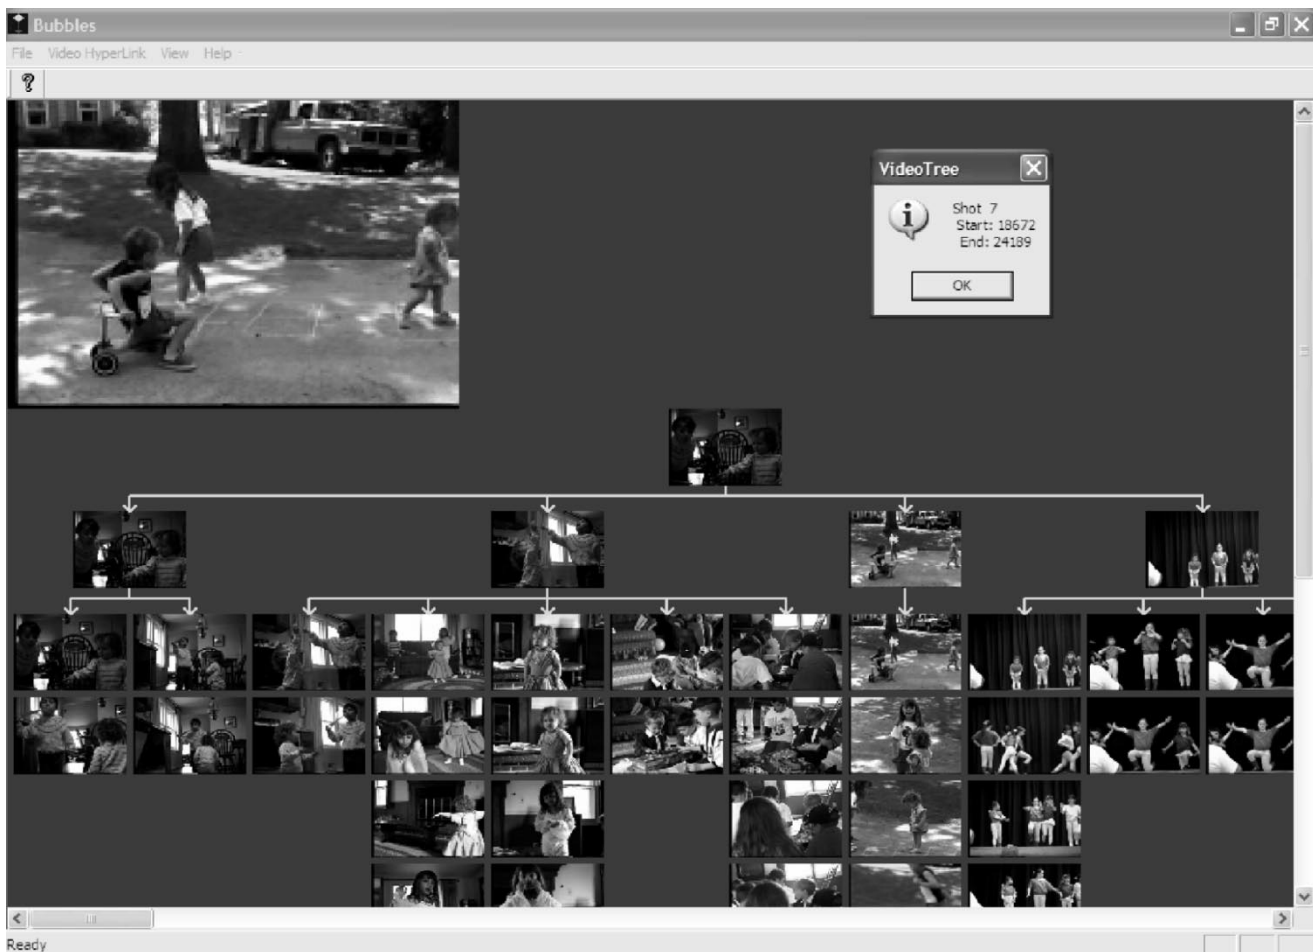 Bubbles
File Video HyperLink View Help
?
VideoTree
i
Shot 7
Start: 18672
End: 24189
OK
Ready